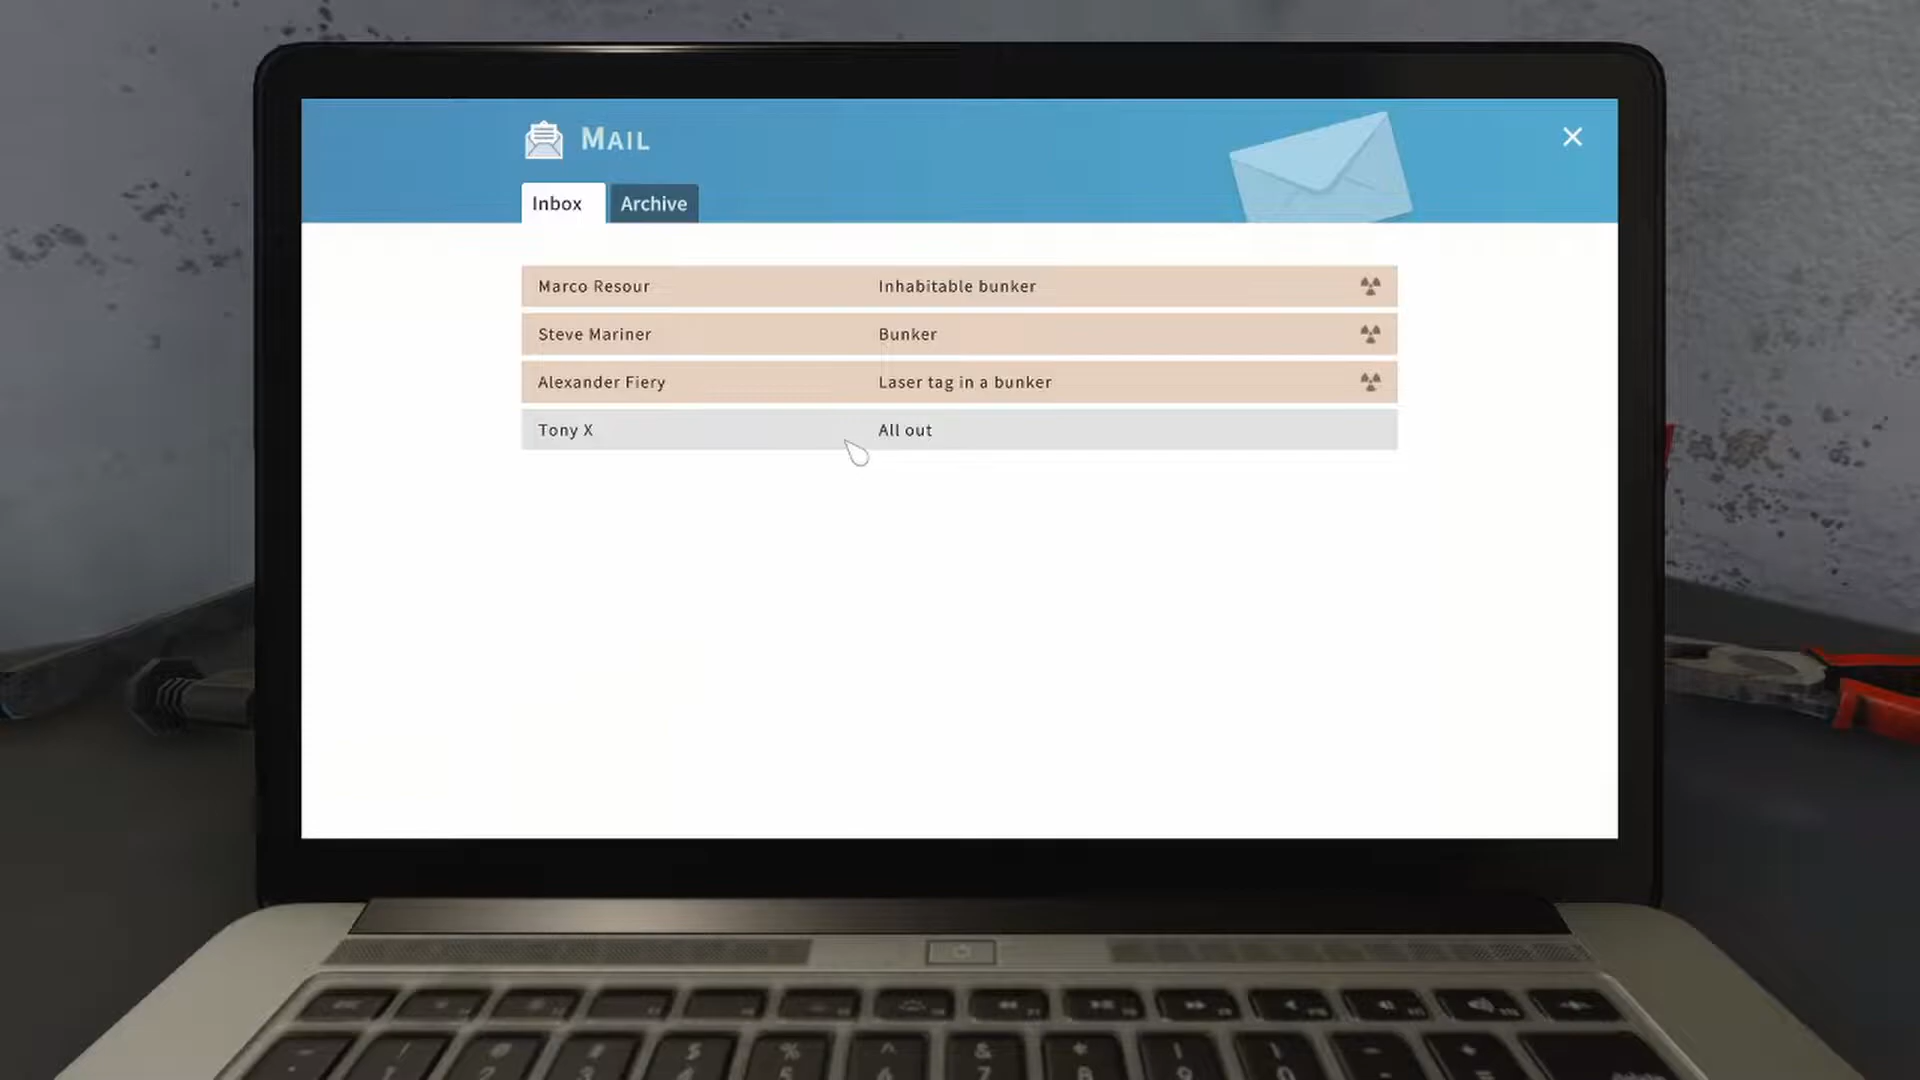 MAIL
Inbox Archive
Marco Resour Inhabitable bunker
Steve Mariner Bunker
Alexander Fiery Laser tag in a bunker
Tony X All out